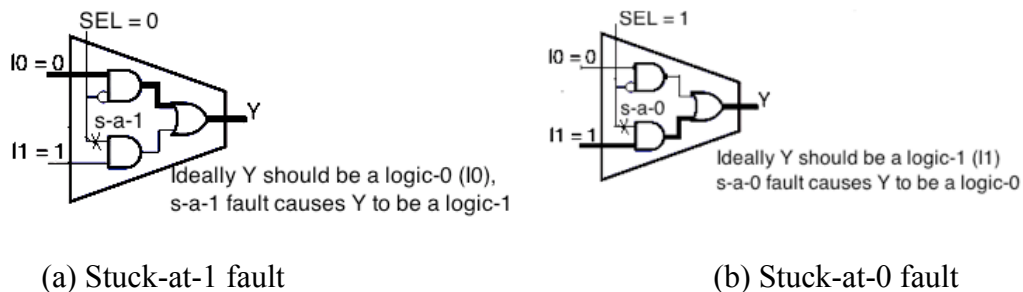 SEL = 0
I0 = 0
s-a-1
Y
I1 = 1
Ideally Y should be a logic-0 (I0),
s-a-1 fault causes Y to be a logic-1
(a) Stuck-at-1 fault
SEL = 1
I0 = 0
s-a-0
Y
I1 = 1
Ideally Y should be a logic-1 (I1)
s-a-0 fault causes Y to be a logic-0
(b) Stuck-at-0 fault